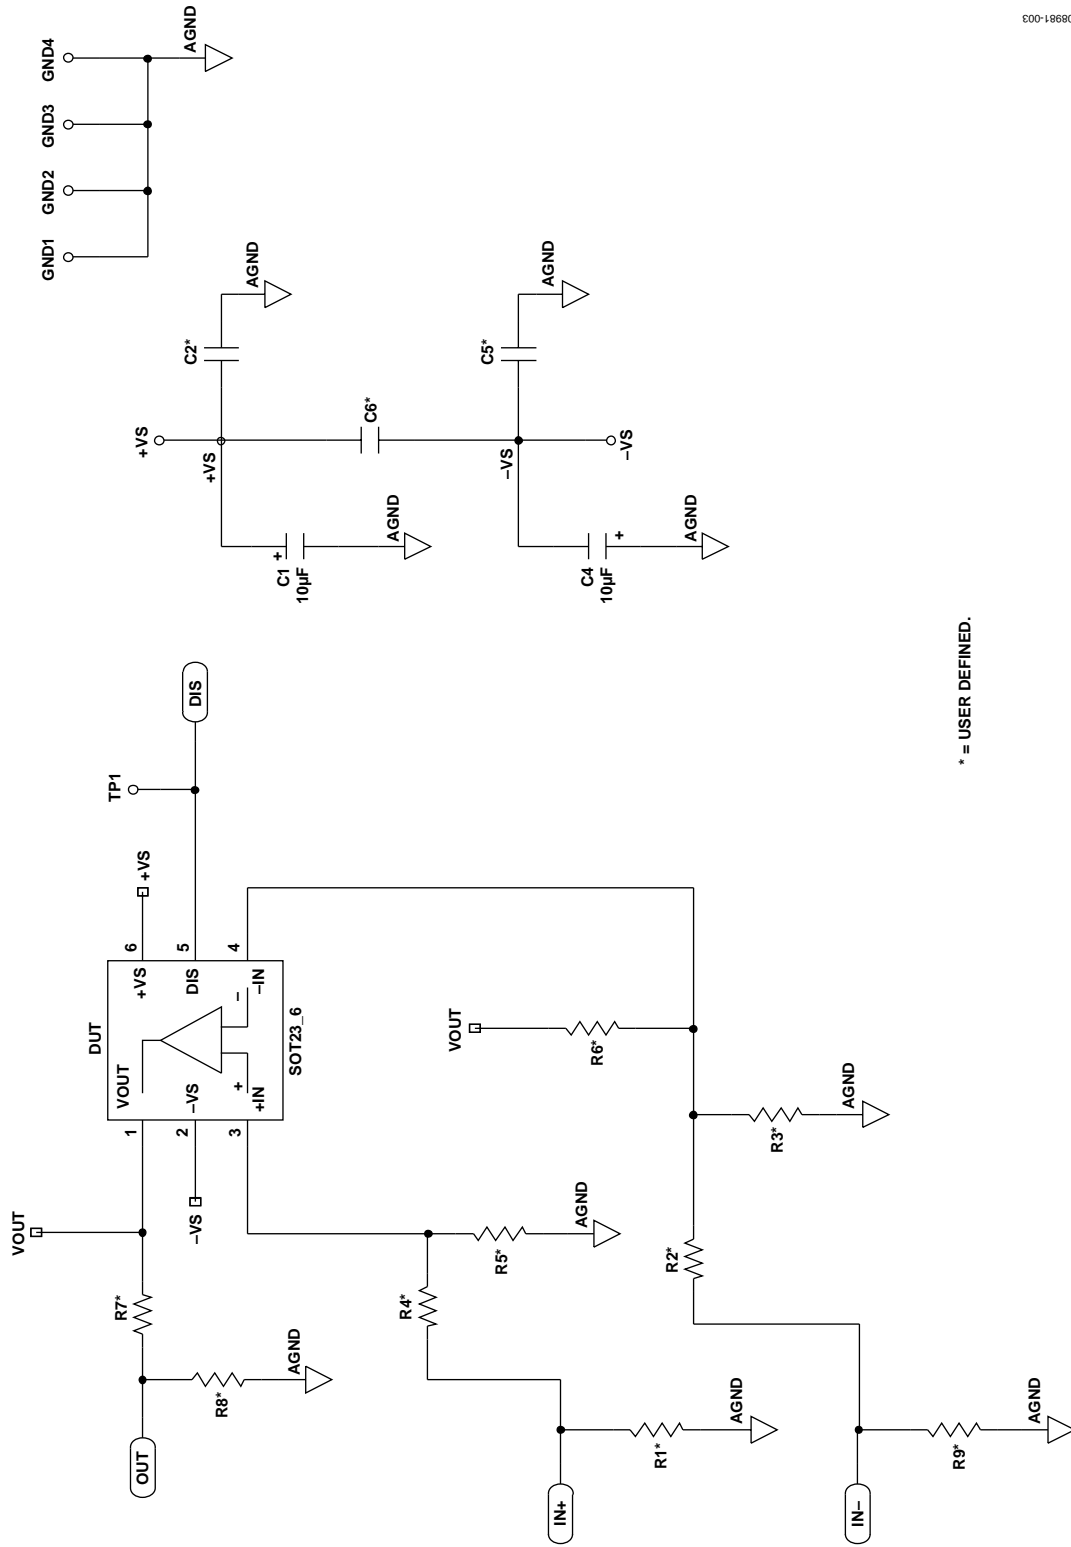 VOUT
GND1
GND2
GND3
GND4
AGND
OUT
R7*
R8*
AGND
DUT
VOUT
1
–VS
2
–VS
+IN
3
+
–
+VS
6
+VS
DIS
5
–IN
4
SOT23_6
TP1
DIS
+VS
+VS
C1
10µF
+
AGND
C2*
AGND
C6*
–VS
–VS
C4
10µF
+
AGND
C5*
AGND
IN+
R1*
AGND
R4*
R5*
AGND
VOUT
R6*
R2*
R3*
AGND
IN–
R9*
AGND
* = USER DEFINED.
08981-003